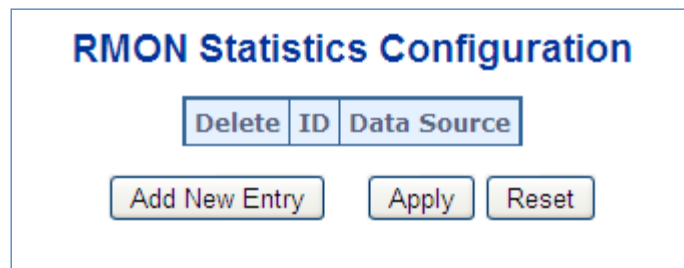 RMON Statistics Configuration
Delete ID Data Source
Add New Entry Apply Reset